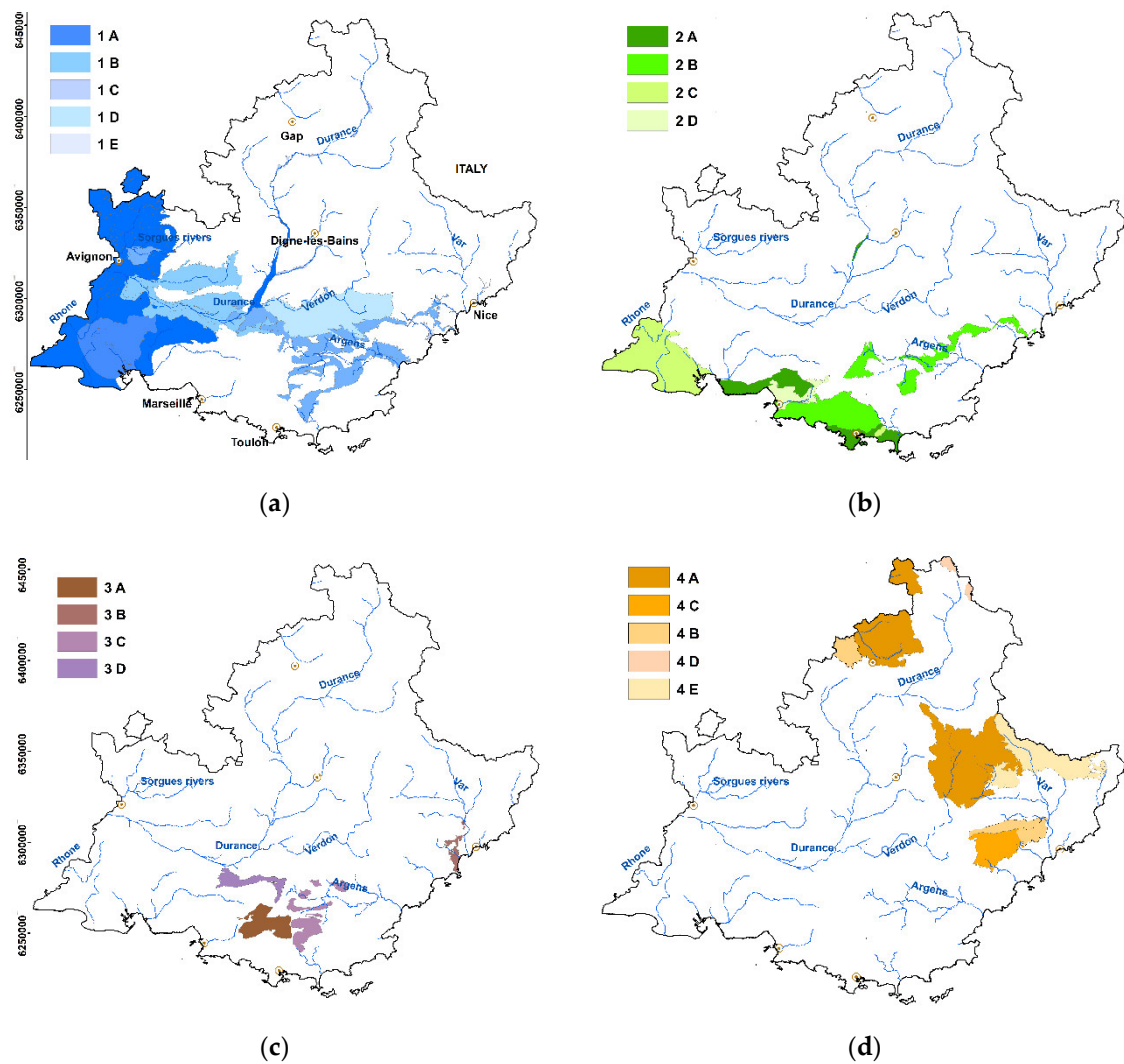 6450000
6400000
6350000
6300000
6250000
1 A
1 B
1 C
1 D
1 E
Gap
Durance
ITALY
Sorgues rivers
Digne-les-Bains
Var
Avignon
Rhone
Durance
Verdon
Nice
Argens
Marseille
Toulon
(a)
2 A
2 B
2 C
2 D
Durance
Sorgues rivers
Var
Rhone
Durance
Verdon
Argens
(b)
6450000
6400000
6350000
6300000
6250000
3 A
3 B
3 C
3 D
Durance
Sorgues rivers
Var
Rhone
Durance
Verdon
Argens
(c)
4 A
4 C
4 B
4 D
4 E
Durance
Sorgues rivers
Var
Rhone
Durance
Verdon
Argens
(d)